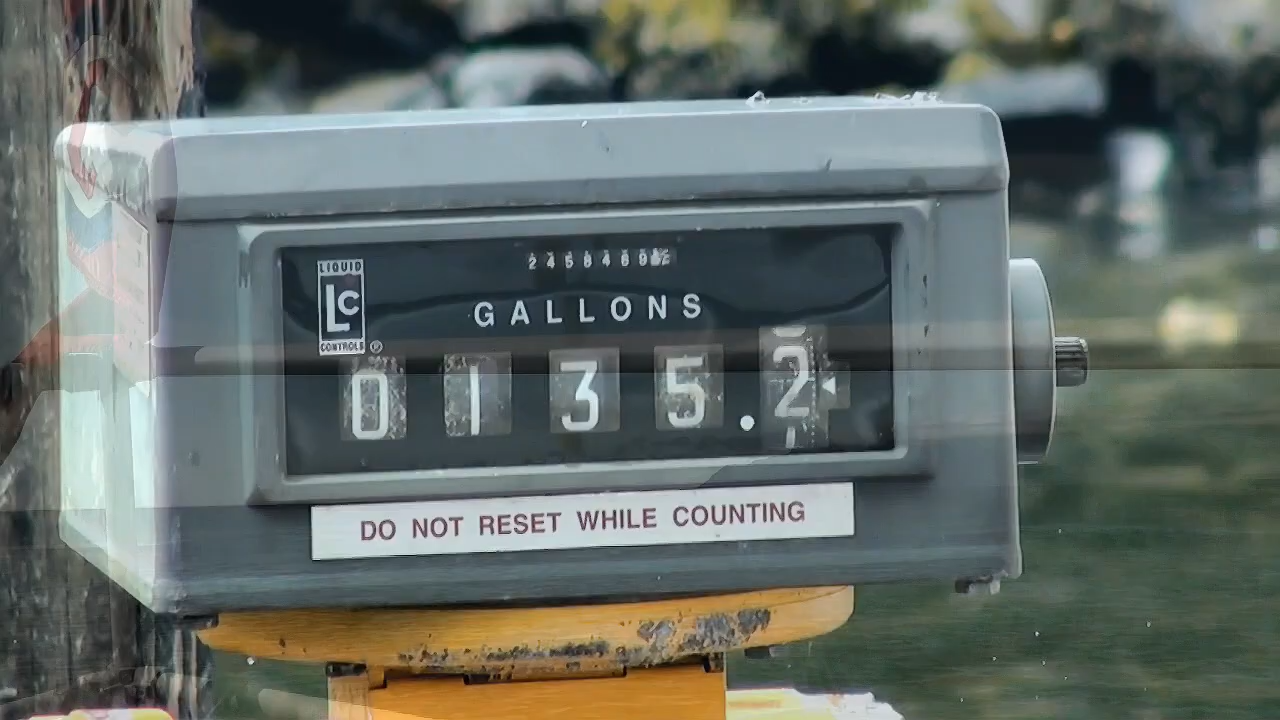 LIQUID
LC
CONTROLS
®
GALLONS
0135.2
DO NOT RESET WHILE COUNTING